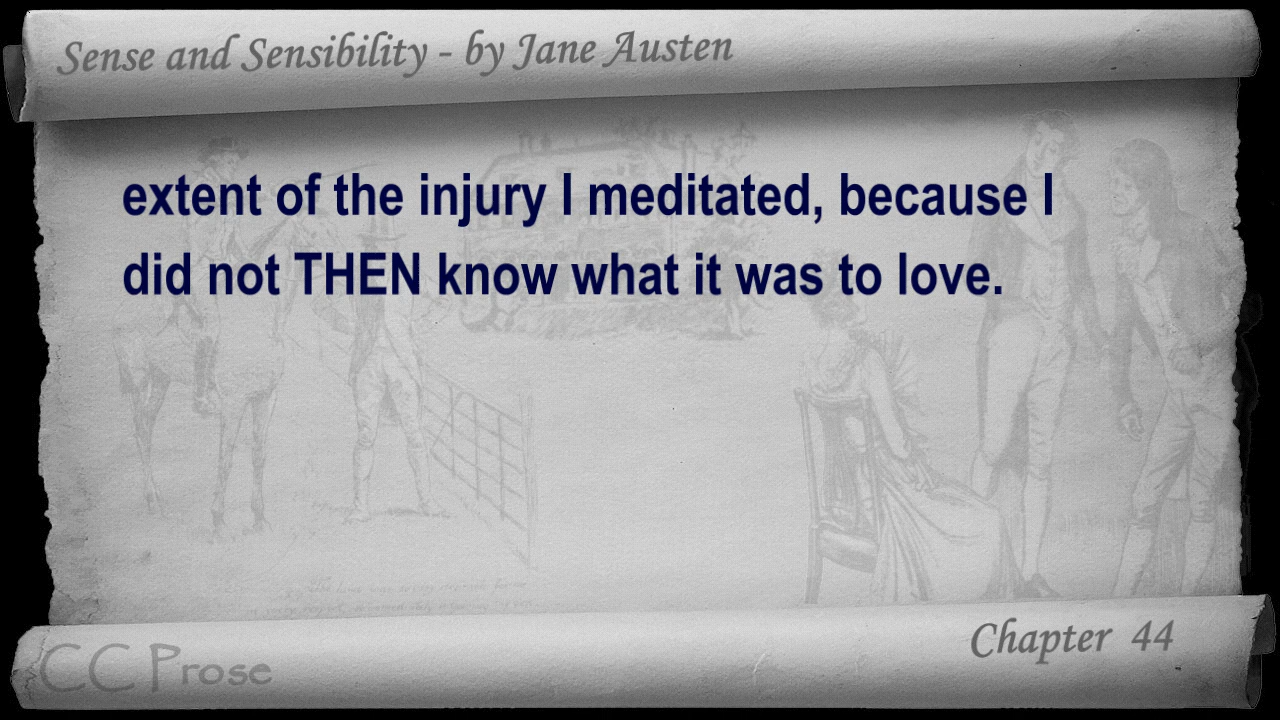 Sense and Sensibility - by Jane Austen
extent of the injury I meditated, because I
did not THEN know what it was to love.
Chapter 44
CC Prose